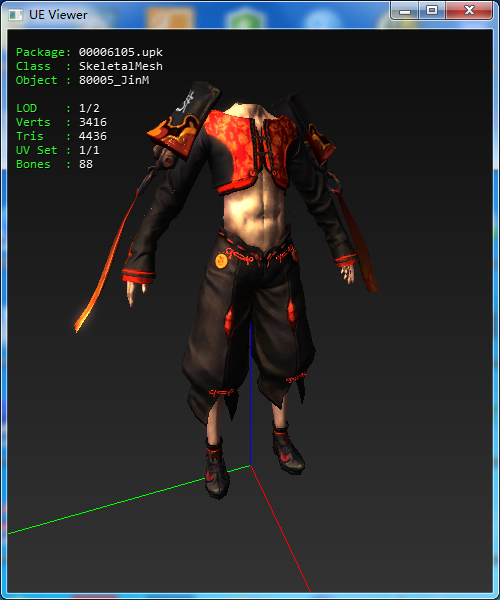 UE Viewer
Package: 00006105.upk
Class : SkeletalMesh
Object : 80005_JinM
LOD : 1/2
Verts : 3416
Tris : 4436
UV Set : 1/1
Bones : 88